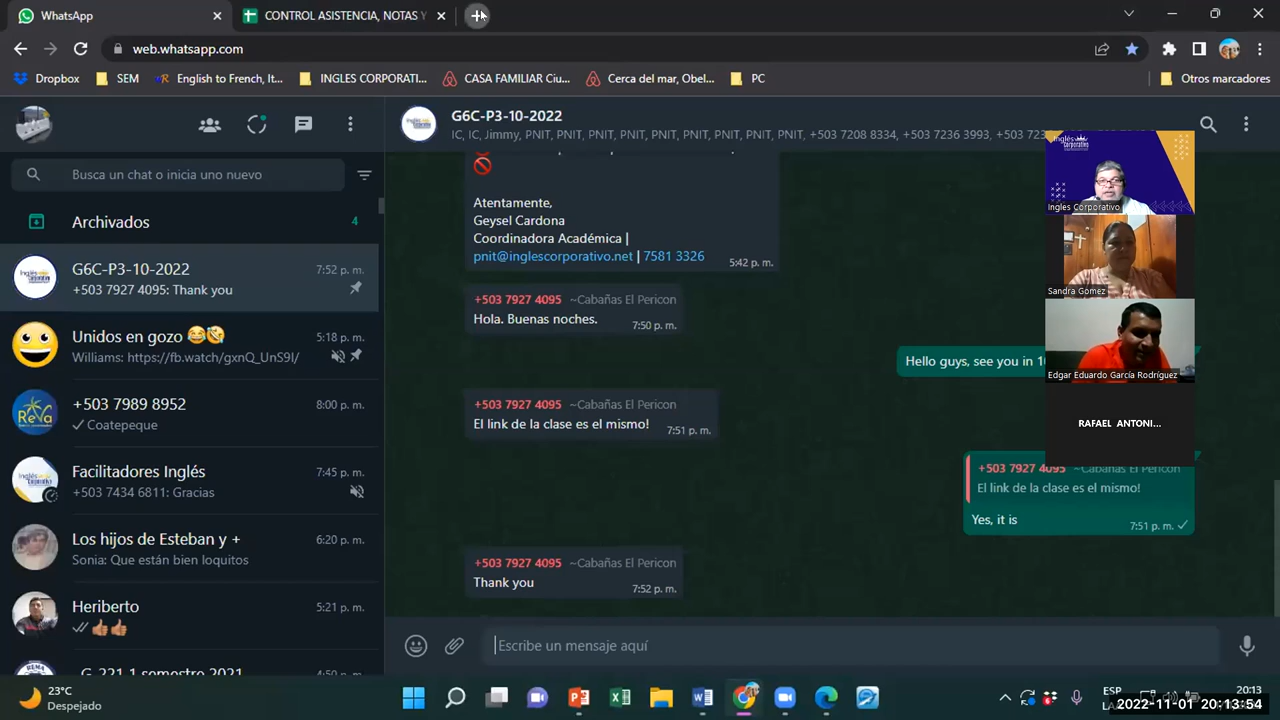 WhatsApp
CONTROL ASISTENCIA, NOTAS Y
web.whatsapp.com
Dropbox
SEM
English to French, It...
INGLES CORPORATI...
CASA FAMILIAR Ciu...
Cerca del mar, Obel...
PC
Otros marcadores
Busca un chat o inicia uno nuevo
Archivados
4
G6C-P3-10-2022
7:52 p. m.
+503 7927 4095: Thank you
Unidos en gozo 😂🤣
5:18 p. m.
Williams: https://fb.watch/gxnQ_UnS9I/
+503 7989 8952
8:00 p. m.
Coatepeque
Facilitadores Inglés
7:45 p. m.
+503 7434 6811: Gracias
Los hijos de Esteban y +
6:20 p. m.
Sonia: Que están bien loquitos
Heriberto
5:21 p. m.
👍🏽👍🏽
G-221 1 semestre 2021
4:50 p. m.
G6C-P3-10-2022
IC, IC, Jimmy, PNIT, PNIT, PNIT, PNIT, PNIT, PNIT, PNIT, PNIT, PNIT, +503 7208 8334, +503 7236 3993, +503 723
🚫
Atentamente,
Geysel Cardona
Coordinadora Académica |
pnit@inglescorporativo.net | 7581 3326
5:42 p. m.
+503 7927 4095 ~Cabañas El Pericon
Hola. Buenas noches.
7:50 p. m.
Hello guys, see you in 10
+503 7927 4095 ~Cabañas El Pericon
El link de la clase es el mismo!
7:51 p. m.
+503 7927 4095 ~Cabañas El Pericon
El link de la clase es el mismo!
Yes, it is
7:51 p. m.
+503 7927 4095 ~Cabañas El Pericon
Thank you
7:52 p. m.
Escribe un mensaje aquí
Inglés
Corporativo
Ingles Corporativo
Sandra Gomez
Edgar Eduardo García Rodríguez
RAFAEL ANTONI...
23°C
Despejado
ESP
20:13
2022-11-01 20:13:54